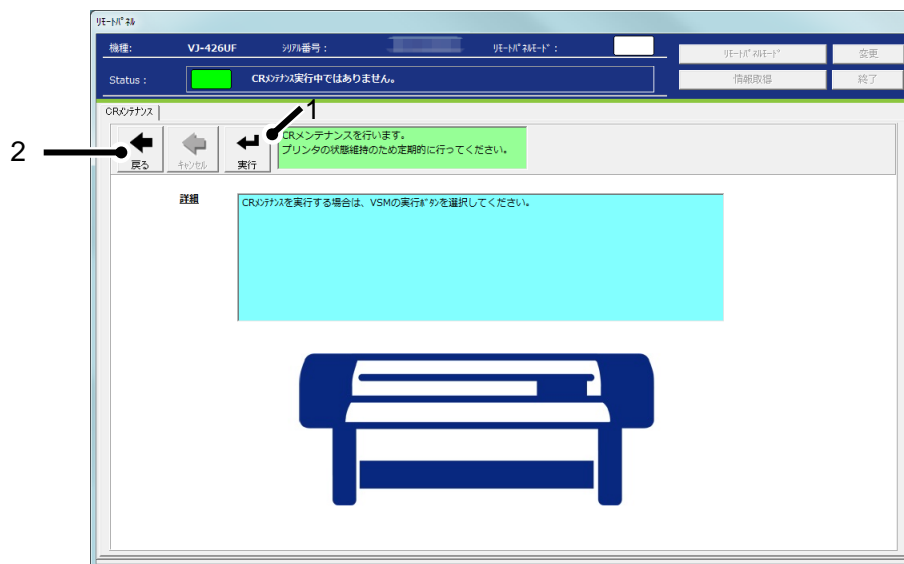 ﾘﾓｰﾄﾊﾟﾈﾙ
機種: VJ-426UF ｼﾘｱﾙ番号： ﾘﾓｰﾄﾊﾟﾈﾙﾓｰﾄﾞ：
ﾘﾓｰﾄﾊﾟﾈﾙﾓｰﾄﾞ 変更
Status : CRﾒﾝﾃﾅﾝｽ実行中ではありません。
情報取得 終了
CRﾒﾝﾃﾅﾝｽ
1
CRメンテナンスを行います。
プリンタの状態維持のため定期的に行ってください。
2
戻る ｷｬﾝｾﾙ 実行
詳細
CRﾒﾝﾃﾅﾝｽを実行する場合は、VSMの実行ﾎﾞﾀﾝを選択してください。